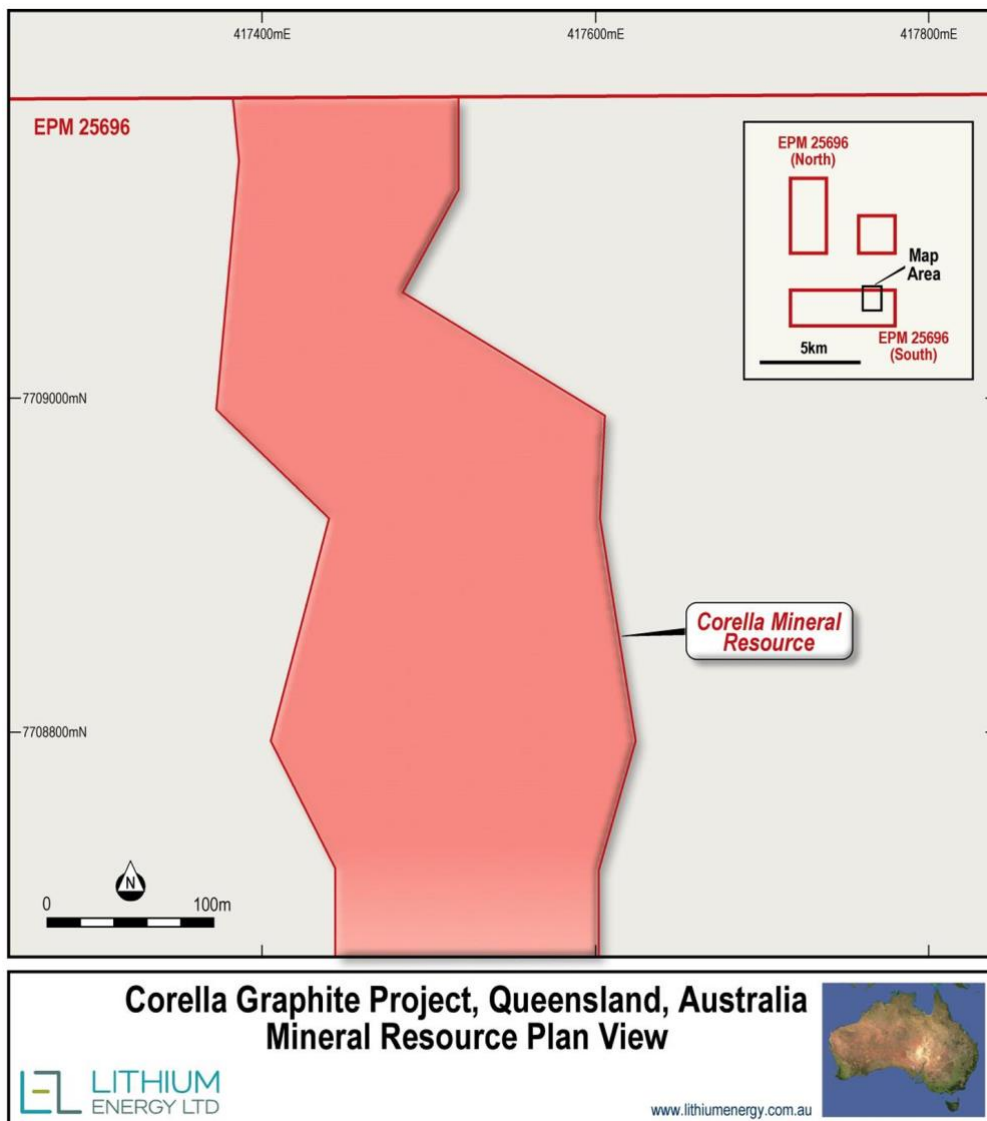 417400mE
417600mE
417800mE
EPM 25696
EPM 25696
(North)
Map
Area
EPM 25696
(South)
5km
7709000mN
Corella Mineral
Resource
7708800mN
N
0
100m
Corella Graphite Project, Queensland, Australia
Mineral Resource Plan View
LEL LITHIUM
ENERGY LTD
www.lithiumenergy.com.au